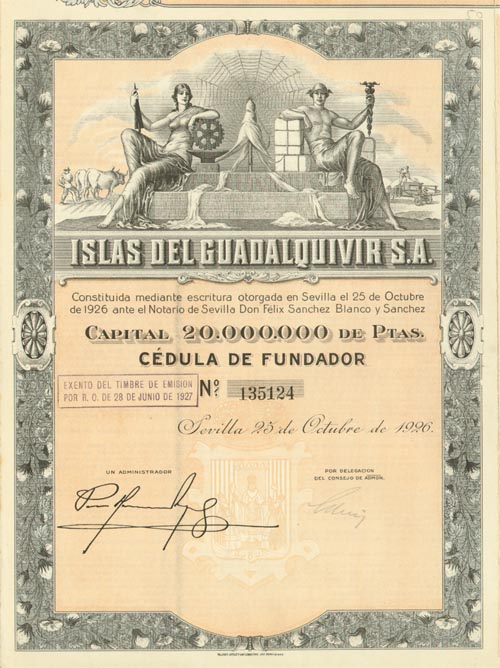 ISLAS DEL GUADALQUIVIR S.A.
Constituida mediante escritura otorgada en Sevilla el 25 de Octubre
de 1926 ante el Notario de Sevilla Don Félix Sanchez Blanco y Sanchez
CAPITAL 20.000.000 DE PTAS.
CÉDULA DE FUNDADOR
EXENTO DEL TIMBRE DE EMISION
POR R. O. DE 28 DE JUNIO DE 1927
Nº. 135124
Sevilla 25 de Octubre de 1926.
UN ADMINISTRADOR
POR DELEGACION
DEL CONSEJO DE ADMON.